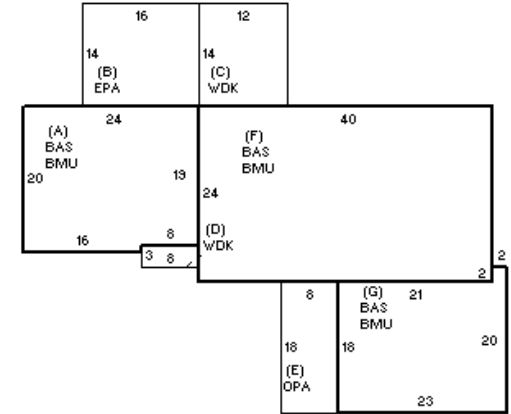 16
12
14
(B)
EPA
14
(C)
WDK
24
40
(A)
BAS
BMU
(F)
BAS
BMU
20
19
24
(D)
WDK
16
8
3
8
2
2
8
(G)
BAS
BMU
21
18
(E)
OPA
18
20
23